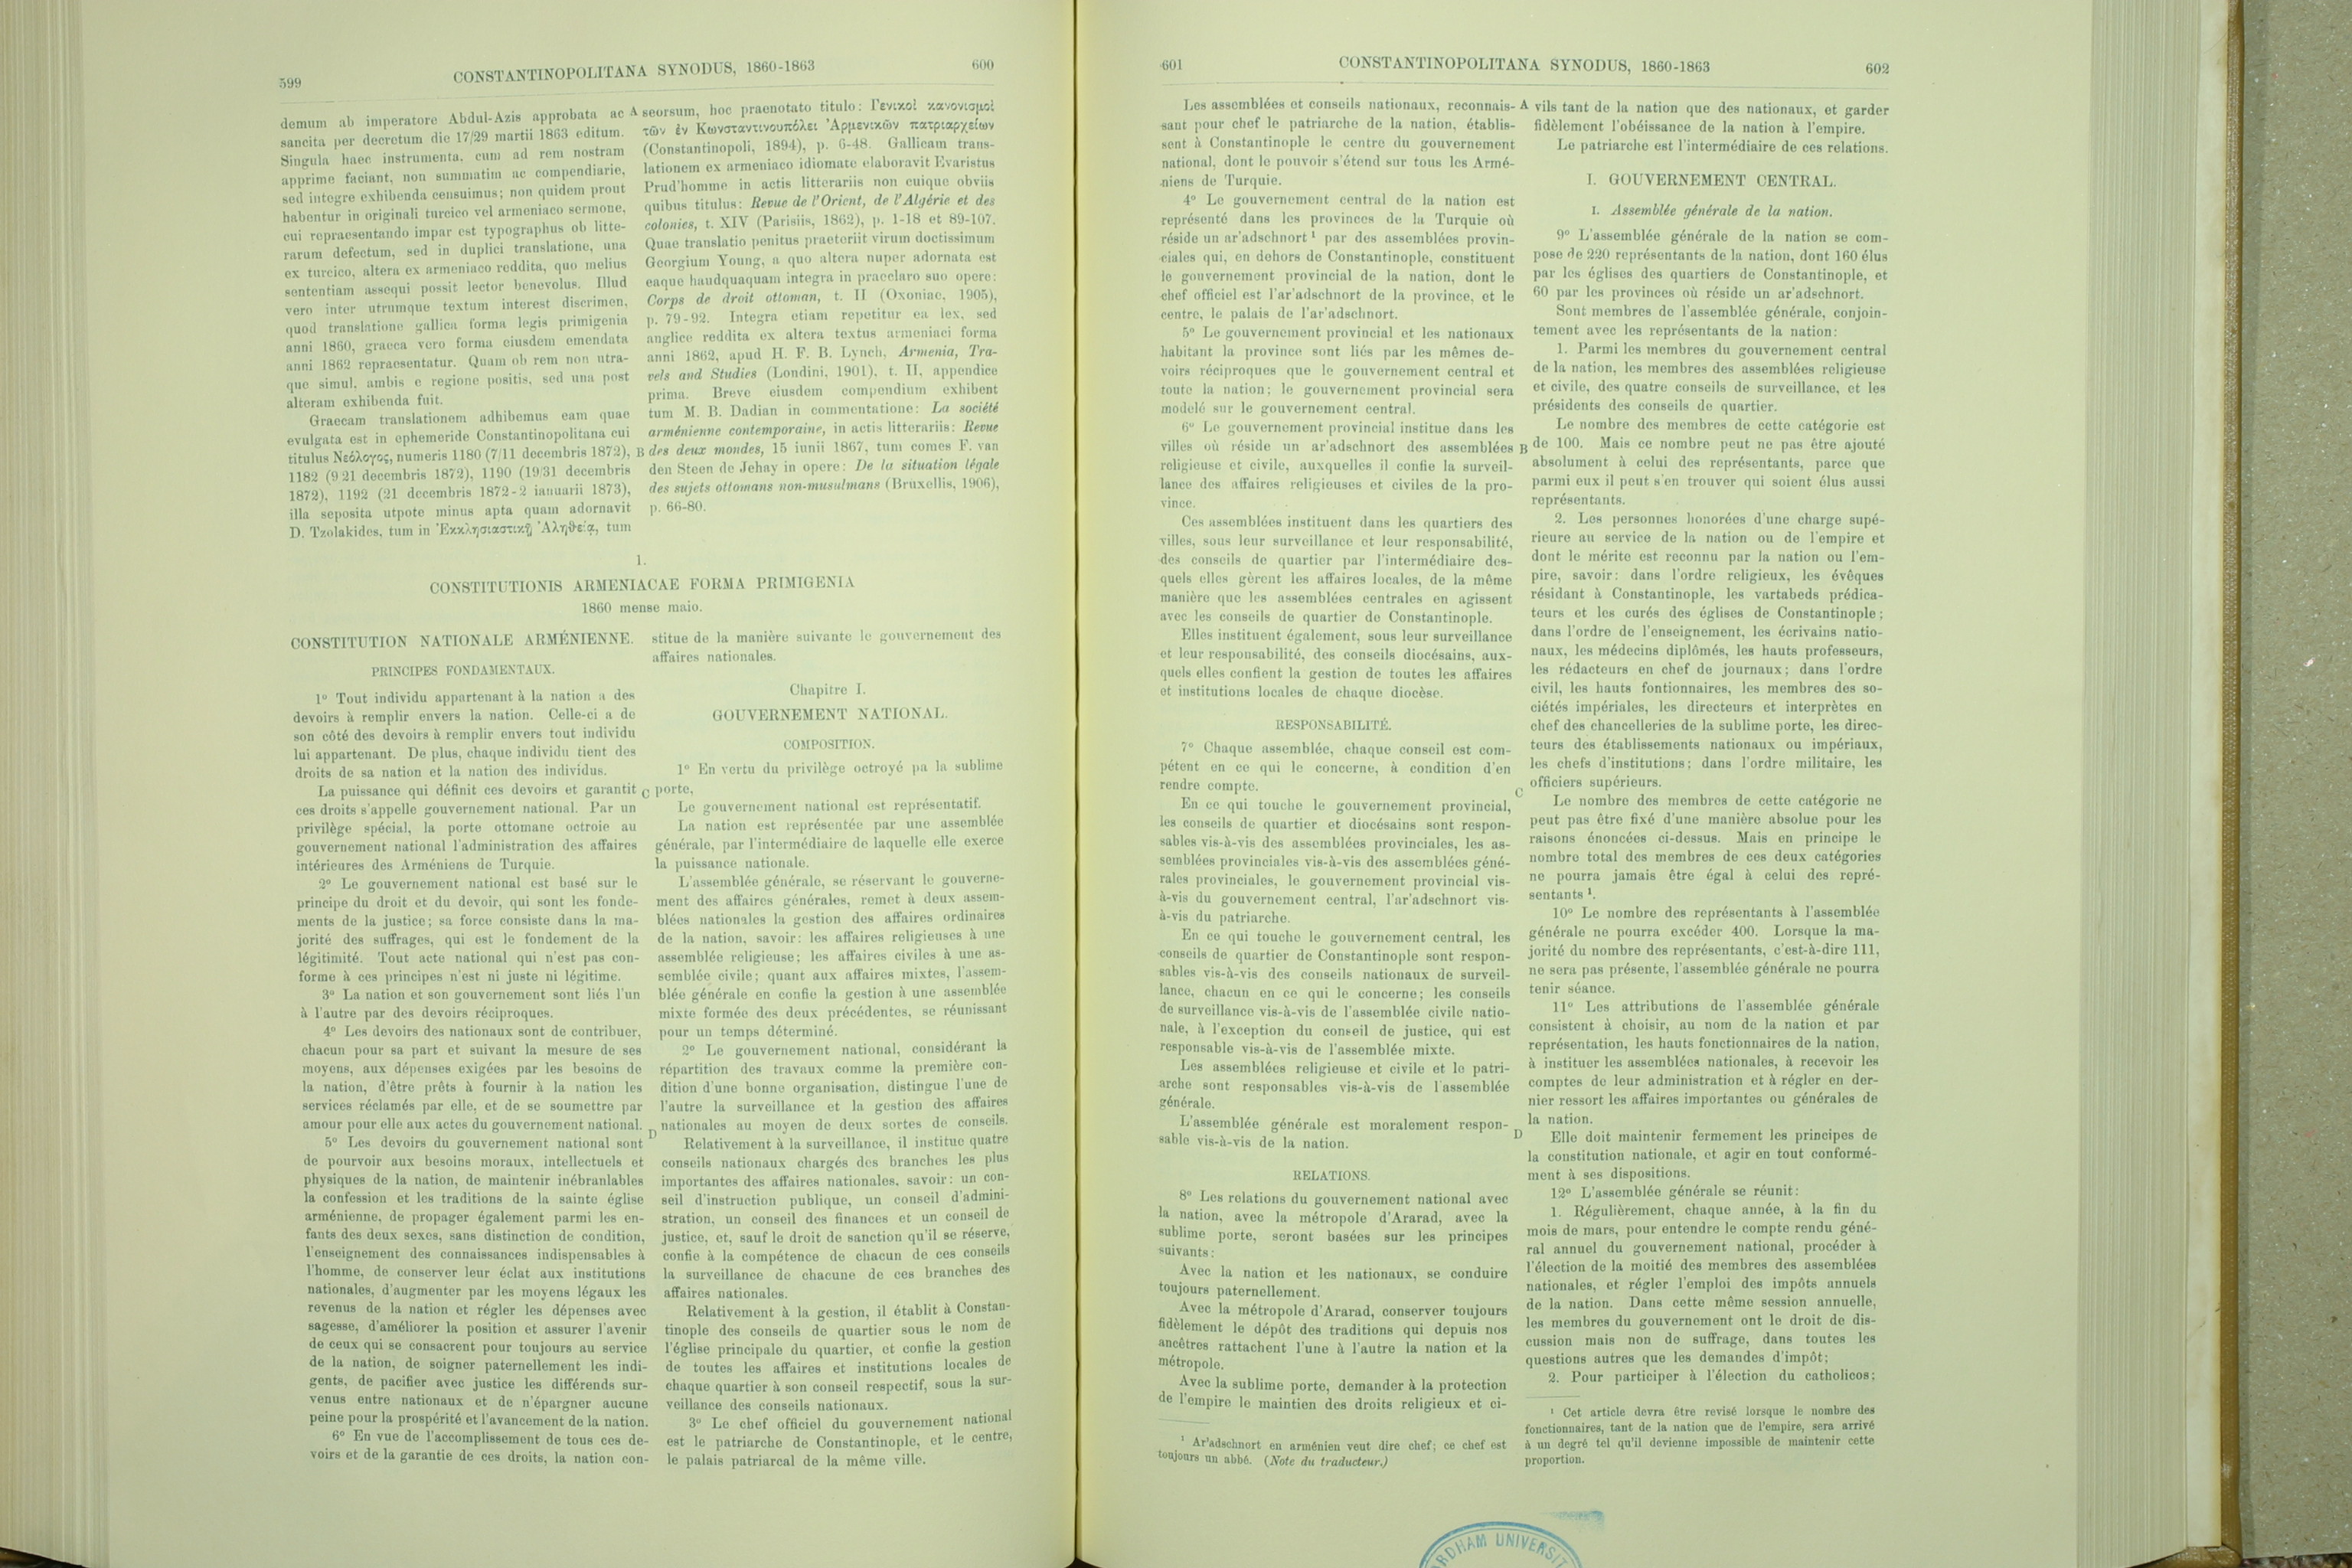 599
CONSTANTINOPOLITANA SYNODUS, 1860-1863
600
demum ab imperatore Abdul-Azis approbata ac
sancita per decretum die 17/29 martii 1863 editum.
Singula haec instrumenta, cum ad rem nostram
apprime faciant, non summatim ac compendiarie,
sed integre exhibenda censuimus; non quidem prout
habentur in originali turcico vel armeniaco sermone,
cui repraesentando impar est typographus ob litte-
rarum defectum, sed in duplici translatione, una
ex turcico, altera ex armeniaco reddita, quo melius
sententiam assequi possit lector benevolus. Illud
vero inter utrumque textum interest discrimen,
quod translatione gallica forma legis primigenia
anni 1860, graeca vero forma eiusdem emendata
anni 1862 repraesentatur. Quam ob rem non utra-
que simul, ambis e regione positis, sed una post
alteram exhibenda fuit.
Graecam translationem adhibemus eam quae
evulgata est in ephemeride Constantinopolitana cui
titulus Νεόλογος, numeris 1180 (7/11 decembris 1872),
1182 (9 21 decembris 1872), 1190 (19/31 decembris
1872), 1192 (21 decembris 1872-2 ianuarii 1873),
illa seposita utpote minus apta quam adornavit
D. Tzolakides, tum in Ἐκκλησιαστικῇ Ἀληθείᾳ, tum
A
seorsum, hoc praenotato titulo: Γενικοὶ κανονισμοὶ
τῶν ἐν Κωνσταντινουπόλει Ἀρμενικῶν πατριαρχείων
(Constantinopoli, 1894), p. 6-48. Gallicam trans-
lationem ex armeniaco idiomate elaboravit Evaristus
Prud'homme in actis litterariis non cuique obviis
quibus titulus: Revue de l'Orient, de l'Algérie et des
colonies, t. XIV (Parisiis, 1862), p. 1-18 et 89-107.
Quae translatio penitus praeteriit virum doctissimum
Georgium Young, a quo altera nuper adornata est
eaque haudquaquam integra in praeclaro suo opere:
Corps de droit ottoman, t. II (Oxoniae, 1905),
p. 79-92. Integra etiam repetitur ea lex, sed
anglice reddita ex altera textus armeniaci forma
anni 1862, apud H. F. B. Lynch, Armenia, Tra-
vels and Studies (Londini, 1901), t. II, appendice
prima. Breve eiusdem compendium exhibent
tum M. B. Dadian in commentatione: La société
arménienne contemporaine, in actis litterariis: Revue
B
des deux mondes, 15 iunii 1867, tum comes F. van
den Steen de Jehay in opere: De la situation légale
des sujets ottomans non-musulmans (Bruxellis, 1906),
p. 66-80.
1.
CONSTITUTIONIS ARMENIACAE FORMA PRIMIGENIA
1860 mense maio.
CONSTITUTION NATIONALE ARMÉNIENNE.
PRINCIPES FONDAMENTAUX.
1º Tout individu appartenant à la nation a des
devoirs à remplir envers la nation. Celle-ci a de
son côté des devoirs à remplir envers tout individu
lui appartenant. De plus, chaque individu tient des
droits de sa nation et la nation des individus.
La puissance qui définit ces devoirs et garantit
ces droits s'appelle gouvernement national. Par un
privilège spécial, la porte ottomane octroie au
gouvernement national l'administration des affaires
intérieures des Arméniens de Turquie.
2º Le gouvernement national est basé sur le
principe du droit et du devoir, qui sont les fonde-
ments de la justice; sa force consiste dans la ma-
jorité des suffrages, qui est le fondement de la
légitimité. Tout acte national qui n'est pas con-
forme à ces principes n'est ni juste ni légitime.
3º La nation et son gouvernement sont liés l'un
à l'autre par des devoirs réciproques.
4º Les devoirs des nationaux sont de contribuer,
chacun pour sa part et suivant la mesure de ses
moyens, aux dépenses exigées par les besoins de
la nation, d'être prêts à fournir à la nation les
services réclamés par elle, et de se soumettre par
amour pour elle aux actes du gouvernement national.
5º Les devoirs du gouvernement national sont
de pourvoir aux besoins moraux, intellectuels et
physiques de la nation, de maintenir inébranlables
la confession et les traditions de la sainte église
arménienne, de propager également parmi les en-
fants des deux sexes, sans distinction de condition,
l'enseignement des connaissances indispensables à
l'homme, de conserver leur éclat aux institutions
nationales, d'augmenter par les moyens légaux les
revenus de la nation et régler les dépenses avec
sagesse, d'améliorer la position et assurer l'avenir
de ceux qui se consacrent pour toujours au service
de la nation, de soigner paternellement les indi-
gents, de pacifier avec justice les différends sur-
venus entre nationaux et de n'épargner aucune
peine pour la prospérité et l'avancement de la nation.
6º En vue de l'accomplissement de tous ces de-
voirs et de la garantie de ces droits, la nation con-
stitue de la manière suivante le gouvernement des
affaires nationales.
Chapitre I.
GOUVERNEMENT NATIONAL.
COMPOSITION.
1º En vertu du privilège octroyé pa la sublime
C
porte,
Le gouvernement national est représentatif.
La nation est représentée par une assemblée
générale, par l'intermédiaire de laquelle elle exerce
la puissance nationale.
L'assemblée générale, se réservant le gouverne-
ment des affaires générales, remet à deux assem-
blées nationales la gestion des affaires ordinaires
de la nation, savoir: les affaires religieuses à une
assemblée religieuse; les affaires civiles à une as-
semblée civile; quant aux affaires mixtes, l'assem-
blée générale en confie la gestion à une assemblée
mixte formée des deux précédentes, se réunissant
pour un temps déterminé.
2º Le gouvernement national, considérant la
répartition des travaux comme la première con-
dition d'une bonne organisation, distingue l'une de
l'autre la surveillance et la gestion des affaires
nationales au moyen de deux sortes de conseils.
D
Relativement à la surveillance, il institue quatre
conseils nationaux chargés des branches les plus
importantes des affaires nationales, savoir: un con-
seil d'instruction publique, un conseil d'admini-
stration, un conseil des finances et un conseil de
justice, et, sauf le droit de sanction qu'il se réserve,
confie à la compétence de chacun de ces conseils
la surveillance de chacune de ces branches des
affaires nationales.
Relativement à la gestion, il établit à Constan-
tinople des conseils de quartier sous le nom de
l'église principale du quartier, et confie la gestion
de toutes les affaires et institutions locales de
chaque quartier à son conseil respectif, sous la sur-
veillance des conseils nationaux.
3º Le chef officiel du gouvernement national
est le patriarche de Constantinople, et le centre,
le palais patriarcal de la même ville.
601
CONSTANTINOPOLITANA SYNODUS, 1860-1863
602
Les assemblées et conseils nationaux, reconnais-
sant pour chef le patriarche de la nation, établis-
sent à Constantinople le centre du gouvernement
national, dont le pouvoir s'étend sur tous les Armé-
niens de Turquie.
4º Le gouvernement central de la nation est
représenté dans les provinces de la Turquie où
réside un ar'adschnort¹ par des assemblées provin-
ciales qui, en dehors de Constantinople, constituent
le gouvernement provincial de la nation, dont le
chef officiel est l'ar'adschnort de la province, et le
centre, le palais de l'ar'adschnort.
5º Le gouvernement provincial et les nationaux
habitant la province sont liés par les mêmes de-
voirs réciproques que le gouvernement central et
toute la nation; le gouvernement provincial sera
modelé sur le gouvernement central.
6º Le gouvernement provincial institue dans les
villes où réside un ar'adschnort des assemblées
religieuse et civile, auxquelles il confie la surveil-
lance des affaires religieuses et civiles de la pro-
vince.
Ces assemblées instituent dans les quartiers des
villes, sous leur surveillance et leur responsabilité,
des conseils de quartier par l'intermédiaire des-
quels elles gèrent les affaires locales, de la même
manière que les assemblées centrales en agissent
avec les conseils de quartier de Constantinople.
Elles instituent également, sous leur surveillance
et leur responsabilité, des conseils diocésains, aux-
quels elles confient la gestion de toutes les affaires
et institutions locales de chaque diocèse.
RESPONSABILITÉ.
7º Chaque assemblée, chaque conseil est com-
pétent en ce qui le concerne, à condition d'en
rendre compte.
En ce qui touche le gouvernement provincial,
les conseils de quartier et diocésains sont respon-
sables vis-à-vis des assemblées provinciales, les as-
semblées provinciales vis-à-vis des assemblées géné-
rales provinciales, le gouvernement provincial vis-
à-vis du gouvernement central, l'ar'adschnort vis-
à-vis du patriarche.
En ce qui touche le gouvernement central, les
conseils de quartier de Constantinople sont respon-
sables vis-à-vis des conseils nationaux de surveil-
lance, chacun en ce qui le concerne; les conseils
de surveillance vis-à-vis de l'assemblée civile natio-
nale, à l'exception du conseil de justice, qui est
responsable vis-à-vis de l'assemblée mixte.
Les assemblées religieuse et civile et le patri-
arche sont responsables vis-à-vis de l'assemblée
générale.
L'assemblée générale est moralement respon-
sable vis-à-vis de la nation.
RELATIONS.
8º Les relations du gouvernement national avec
la nation, avec la métropole d'Ararad, avec la
sublime porte, seront basées sur les principes
suivants:
Avec la nation et les nationaux, se conduire
toujours paternellement.
Avec la métropole d'Ararad, conserver toujours
fidèlement le dépôt des traditions qui depuis nos
ancêtres rattachent l'une à l'autre la nation et la
métropole.
Avec la sublime porte, demander à la protection
de l'empire le maintien des droits religieux et ci-
¹ Ar'adschnort en arménien veut dire chef; ce chef est
toujours un abbé. (Note du traducteur.)
A
vils tant de la nation que des nationaux, et garder
fidèlement l'obéissance de la nation à l'empire.
Le patriarche est l'intermédiaire de ces relations.
I. GOUVERNEMENT CENTRAL.
1. Assemblée générale de la nation.
9º L'assemblée générale de la nation se com-
pose de 220 représentants de la nation, dont 160 élus
par les églises des quartiers de Constantinople, et
60 par les provinces où réside un ar'adschnort.
Sont membres de l'assemblée générale, conjoin-
tement avec les représentants de la nation:
1. Parmi les membres du gouvernement central
de la nation, les membres des assemblées religieuse
et civile, des quatre conseils de surveillance, et les
présidents des conseils de quartier.
Le nombre des membres de cette catégorie est
B
de 100. Mais ce nombre peut ne pas être ajouté
absolument à celui des représentants, parce que
parmi eux il peut s'en trouver qui soient élus aussi
représentants.
2. Les personnes honorées d'une charge supé-
rieure au service de la nation ou de l'empire et
dont le mérite est reconnu par la nation ou l'em-
pire, savoir: dans l'ordre religieux, les évêques
résidant à Constantinople, les vartabeds prédica-
teurs et les curés des églises de Constantinople;
dans l'ordre de l'enseignement, les écrivains natio-
naux, les médecins diplômés, les hauts professeurs,
les rédacteurs en chef de journaux; dans l'ordre
civil, les hauts fontionnaires, les membres des so-
ciétés impériales, les directeurs et interprètes en
chef des chancelleries de la sublime porte, les direc-
teurs des établissements nationaux ou impériaux,
les chefs d'institutions; dans l'ordre militaire, les
C
officiers supérieurs.
Le nombre des membres de cette catégorie ne
peut pas être fixé d'une manière absolue pour les
raisons énoncées ci-dessus. Mais en principe le
nombre total des membres de ces deux catégories
ne pourra jamais être égal à celui des repré-
sentants¹.
10º Le nombre des représentants à l'assemblée
générale ne pourra excéder 400. Lorsque la ma-
jorité du nombre des représentants, c'est-à-dire 111,
ne sera pas présente, l'assemblée générale ne pourra
tenir séance.
11º Les attributions de l'assemblée générale
consistent à choisir, au nom de la nation et par
représentation, les hauts fonctionnaires de la nation,
à instituer les assemblées nationales, à recevoir les
comptes de leur administration et à régler en der-
nier ressort les affaires importantes ou générales de
la nation.
D
Elle doit maintenir fermement les principes de
la constitution nationale, et agir en tout conformé-
ment à ses dispositions.
12º L'assemblée générale se réunit:
1. Régulièrement, chaque année, à la fin du
mois de mars, pour entendre le compte rendu géné-
ral annuel du gouvernement national, procéder à
l'élection de la moitié des membres des assemblées
nationales, et régler l'emploi des impôts annuels
de la nation. Dans cette même session annuelle,
les membres du gouvernement ont le droit de dis-
cussion mais non de suffrage, dans toutes les
questions autres que les demandes d'impôt;
2. Pour participer à l'élection du catholicos;
¹ Cet article devra être revisé lorsque le nombre des
fonctionnaires, tant de la nation que de l'empire, sera arrivé
à un degré tel qu'il devienne impossible de maintenir cette
proportion.
RDHAM UNIVERSIT